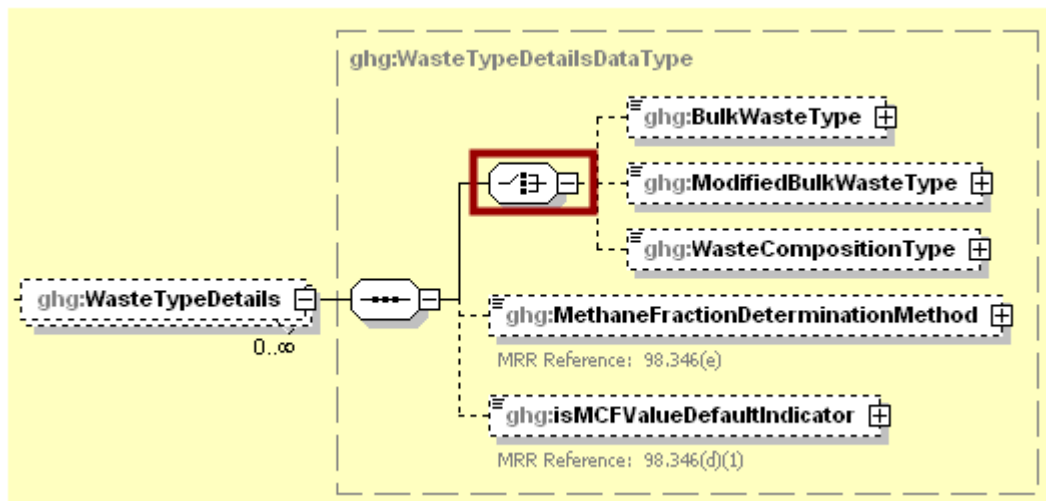 ghg:WasteTypeDetailsDataType
ghg:BulkWasteType
ghg:ModifiedBulkWasteType
ghg:WasteCompositionType
ghg:WasteTypeDetails
0..∞
ghg:MethaneFractionDeterminationMethod
MRR Reference: 98.346(e)
ghg:isMCFValueDefaultIndicator
MRR Reference: 98.346(d)(1)